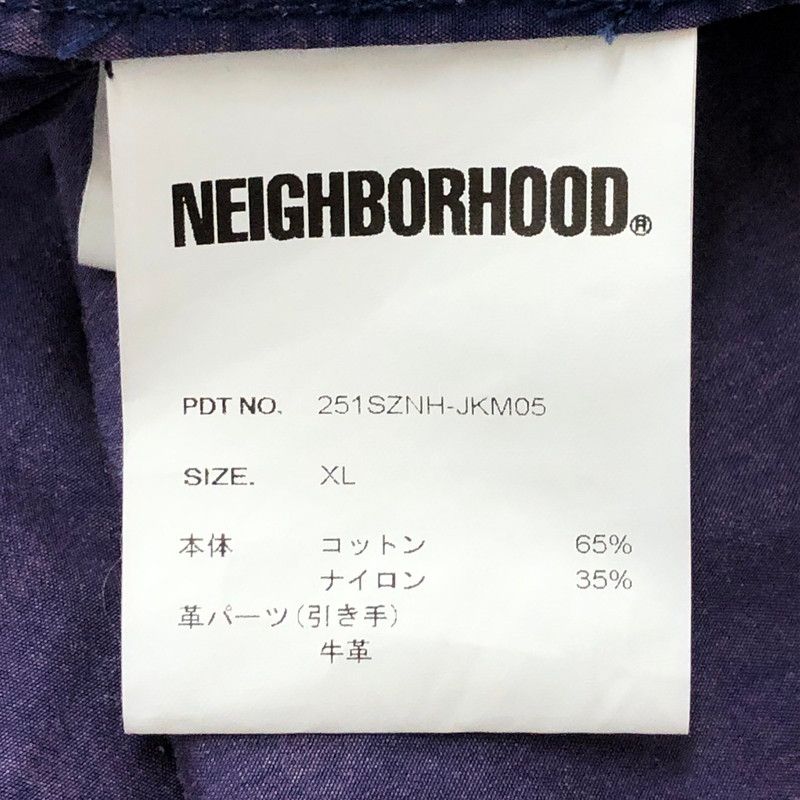 NEIGHBORHOOD®
PDT NO. 251SZNH-JKM05
SIZE. XL
本体 コットン 65%
ナイロン 35%
革パーツ(引き手)
牛革